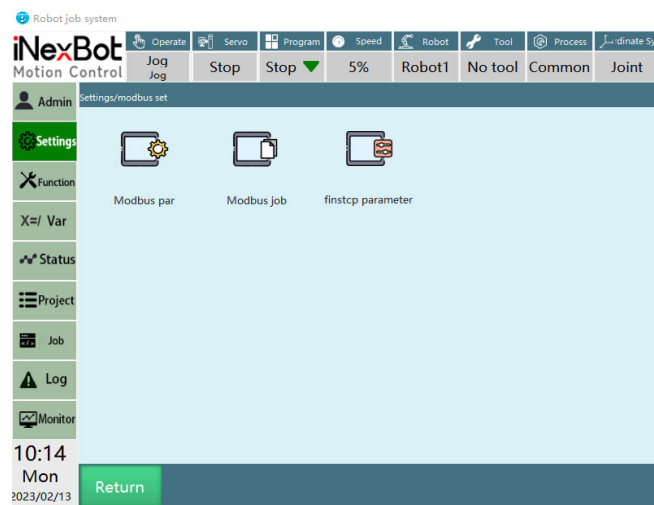 Robot job system
iNexBot
Motion Control
Operate Servo Program Speed Robot Tool Process
Jog Stop Stop 5% Robot1 No tool Common Joint
Jog
Admin Settings/modbus set
Settings
Function
X=/ Var
Status
Project
Job
Log
Monitor
Modbus par Modbus job finstcp parameter
10:14
Mon
2023/02/13
Return